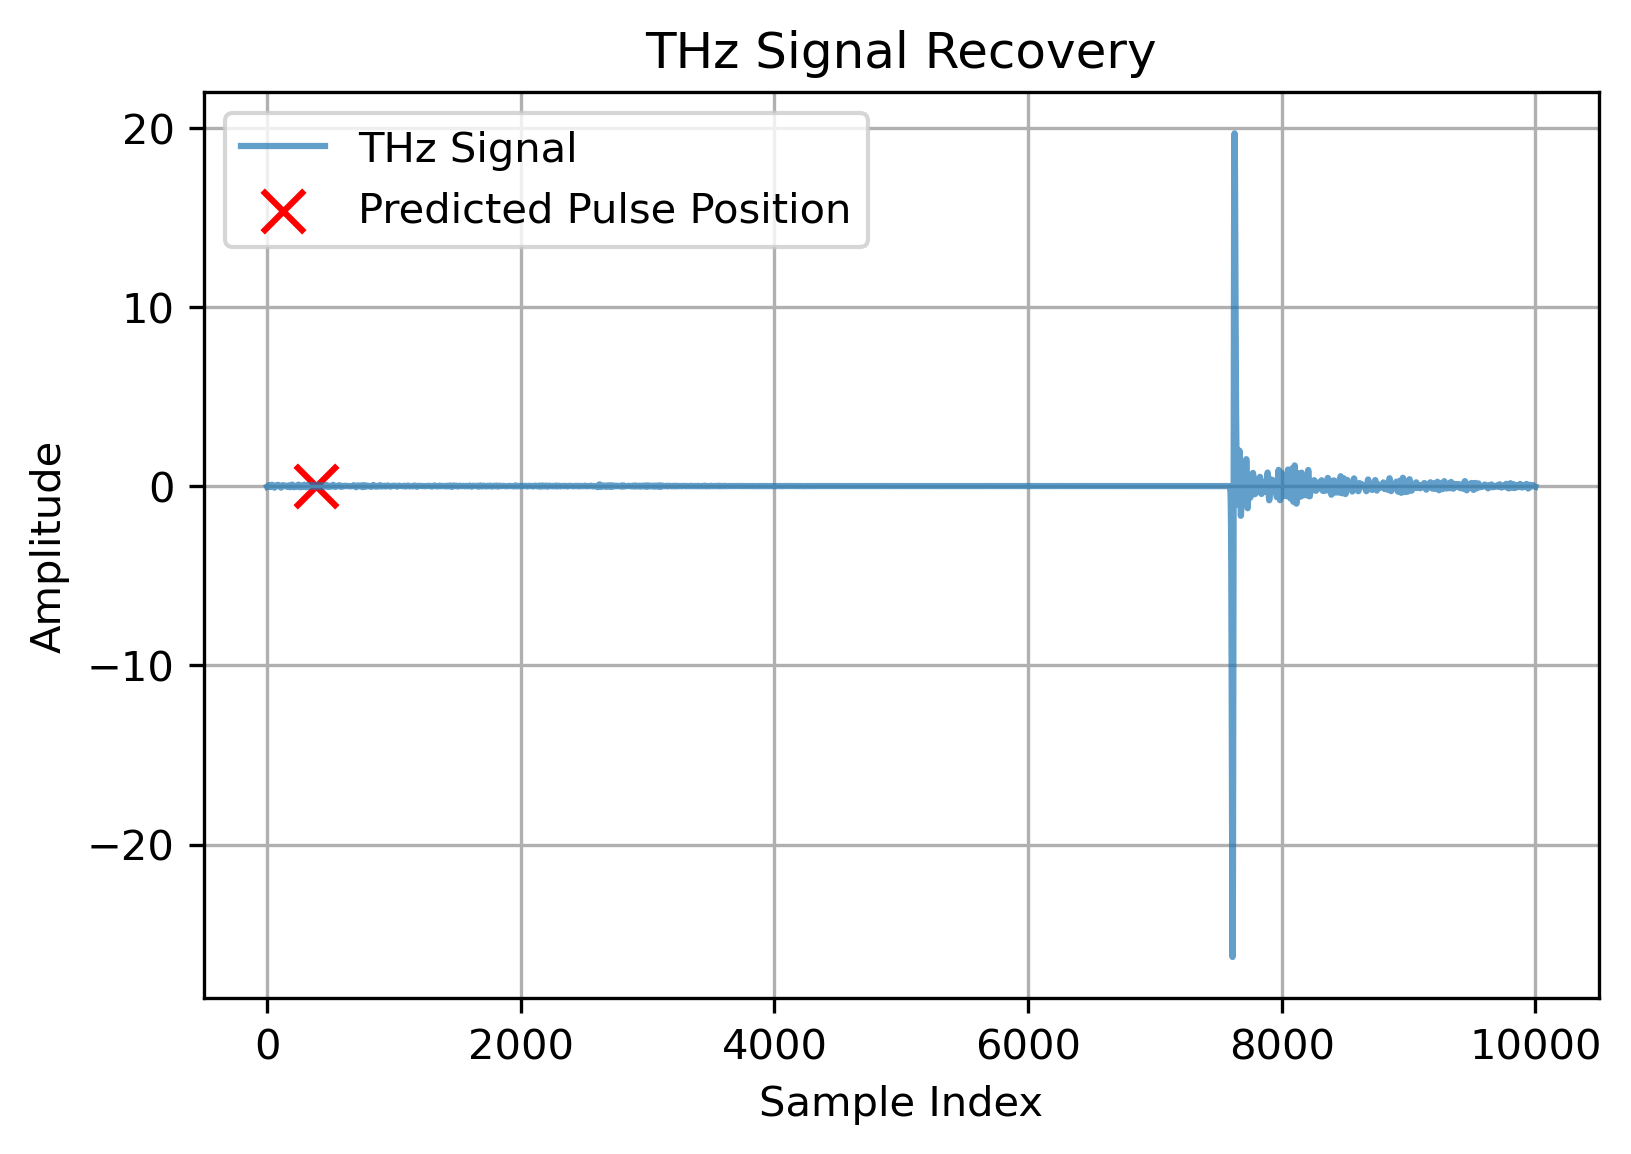 THz Signal Recovery
THz Signal
Predicted Pulse Position
20
10
0
−10
−20
Amplitude
0 2000 4000 6000 8000 10000
Sample Index